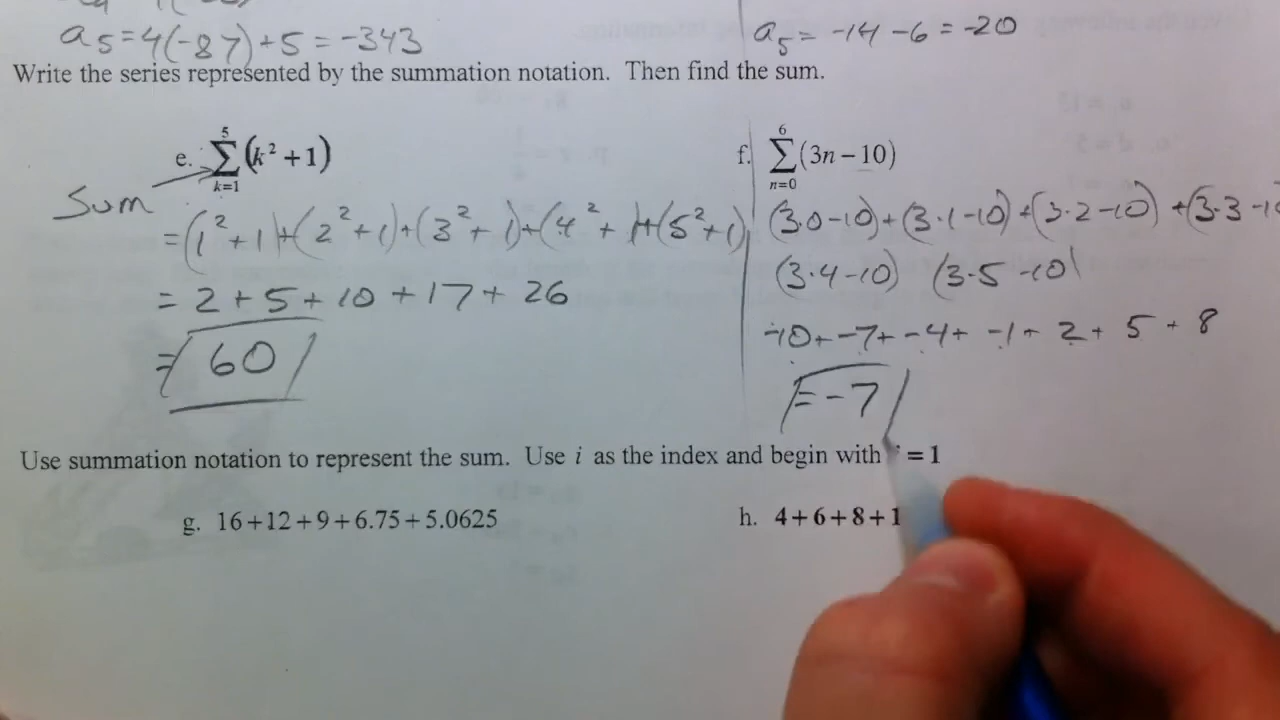 a₅ = 4(-87) + 5 = -343
a₅ = -14 - 6 = -20
Write the series represented by the summation notation. Then find the sum.
e. 5 ∑ k=1 (k² + 1)
Sum
= (1² + 1) + (2² + 1) + (3² + 1) + (4² + 1) + (5² + 1)
= 2 + 5 + 10 + 17 + 26
= 60
f. 6 ∑ n=0 (3n − 10)
(3·0 -10) + (3·1 -10) + (3·2 -10) + (3·3 -10
(3·4 -10) (3·5 -10)
-10 + -7 + -4 + -1 + 2 + 5 + 8
= -7
Use summation notation to represent the sum. Use i as the index and begin with = 1
g. 16 + 12 + 9 + 6.75 + 5.0625
h. 4 + 6 + 8 + 1